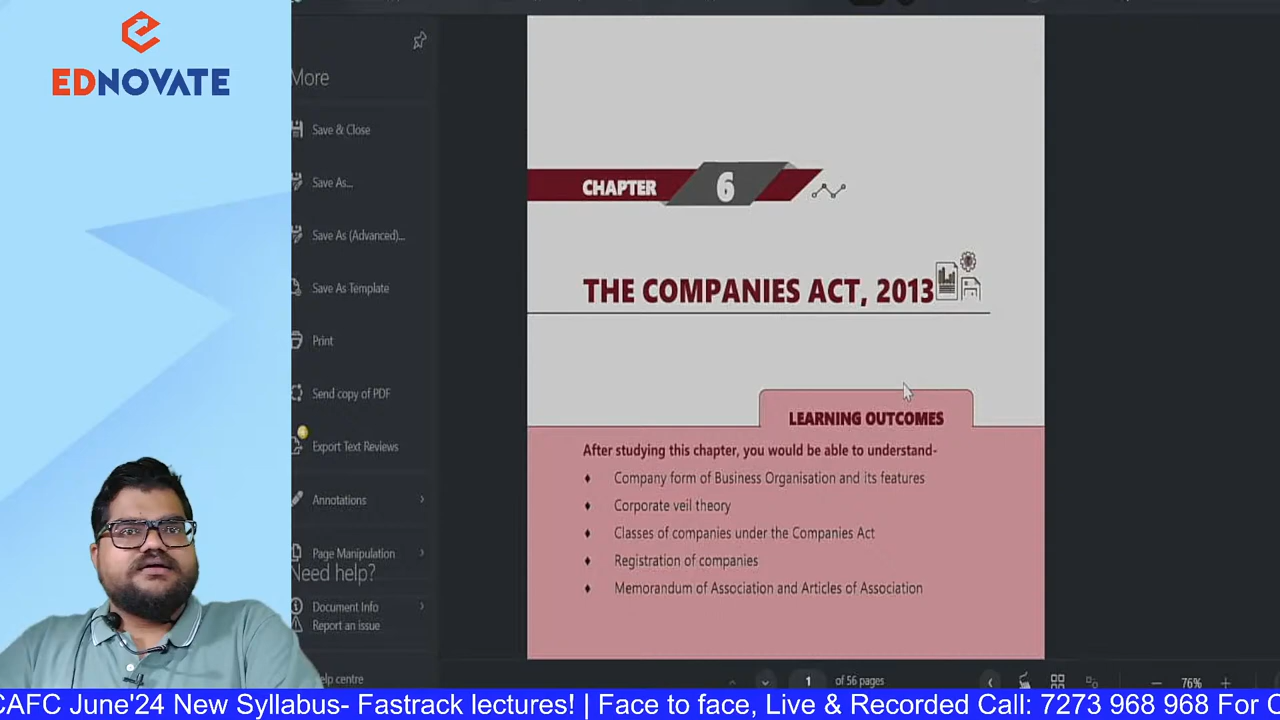 EDNOVATE
More
Save & Close
Save As...
Save As (Advanced)...
Save As Template
Print
Send copy of PDF
Export Text Reviews
Annotations
Page Manipulation
Need help?
Document Info
Report an issue
elp centre
CHAPTER 6
THE COMPANIES ACT, 2013
LEARNING OUTCOMES
After studying this chapter, you would be able to understand-
Company form of Business Organisation and its features
Corporate veil theory
Classes of companies under the Companies Act
Registration of companies
Memorandum of Association and Articles of Association
1 of 56 pages
76%
CAFC June'24 New Syllabus- Fastrack lectures! | Face to face, Live & Recorded Call: 7273 968 968 For C